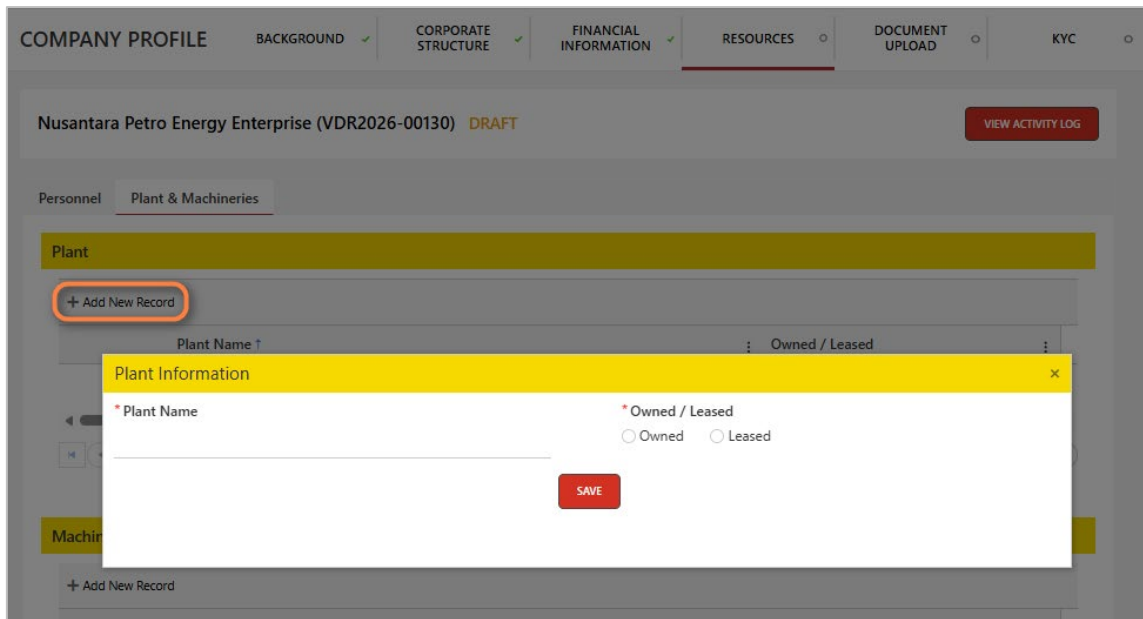 COMPANY PROFILE
BACKGROUND
CORPORATE STRUCTURE
FINANCIAL INFORMATION
RESOURCES
DOCUMENT UPLOAD
KYC
Nusantara Petro Energy Enterprise (VDR2026-00130) DRAFT
VIEW ACTIVITY LOG
Personnel Plant & Machineries
Plant
+ Add New Record
Plant Name ↑ Owned / Leased
Plant Information ×
* Plant Name * Owned / Leased
Owned Leased
SAVE
Machin
+ Add New Record